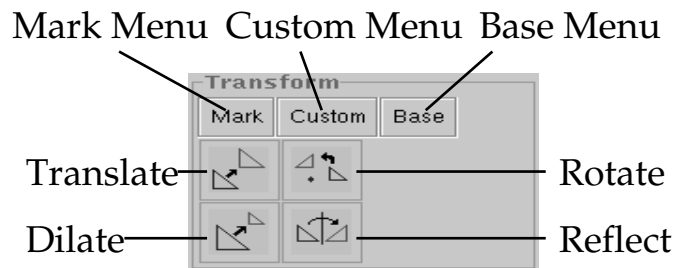 Mark Menu Custom Menu Base Menu
Transform
Mark Custom Base
Translate Rotate
Dilate Reflect